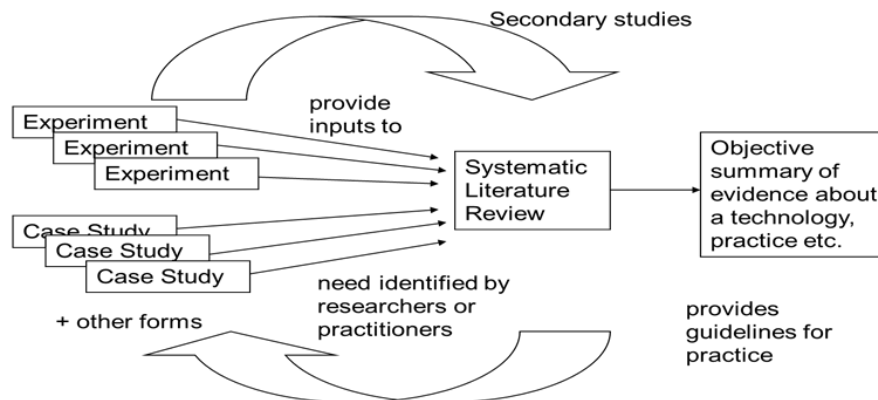 Secondary studies
provide
inputs to
Experiment
Experiment
Experiment
Systematic
Literature
Review
Objective
summary of
evidence about
a technology,
practice etc.
Case Study
Case Study
Case Study
+ other forms
need identified by
researchers or
practitioners
provides
guidelines for
practice